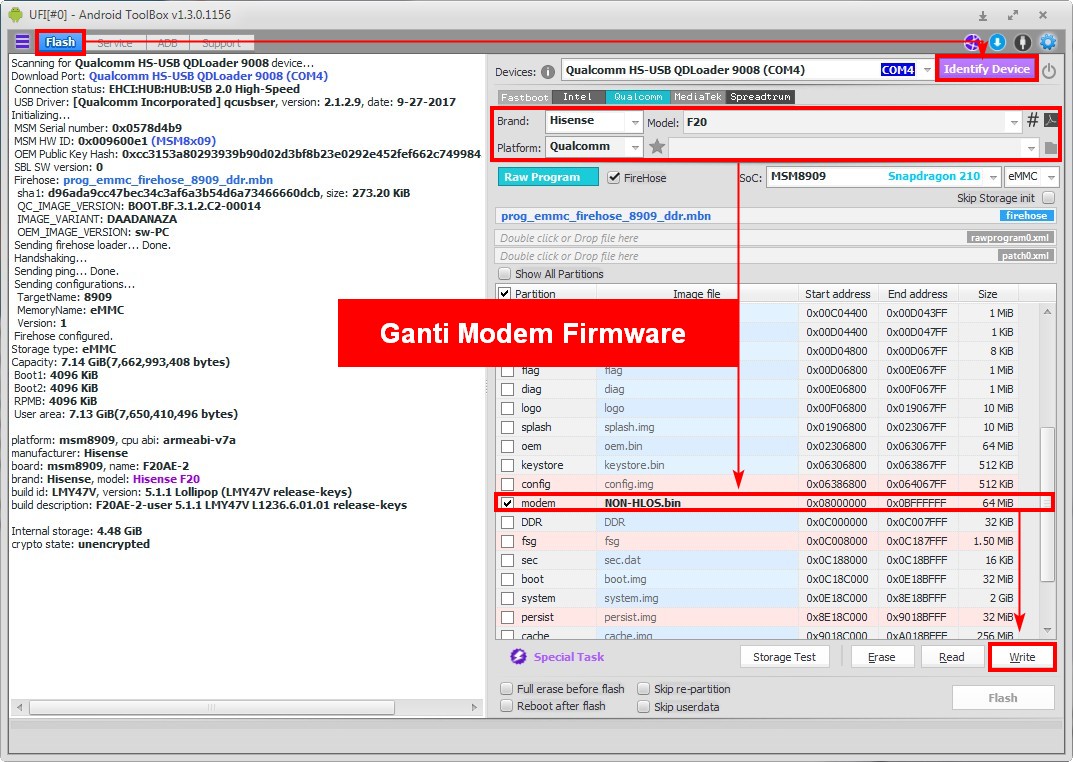 UFI[#0] - Android ToolBox v1.3.0.1156
Flash Service ADB Support
Scanning for Qualcomm HS-USB QDLoader 9008 device...
Download Port: Qualcomm HS-USB QDLoader 9008 (COM4)
Connection status: EHCI:HUB:HUB:USB 2.0 High-Speed
USB Driver: [Qualcomm Incorporated] qcusbser, version: 2.1.2.9, date: 9-27-2017
Initializing...
MSM Serial number: 0x0578d4b9
MSM HW ID: 0x009600e1 (MSM8x09)
OEM Public Key Hash: 0xcc3153a80293939b90d02d3bf8b23e0292e452fef662c749984
SBL SW version: 0
Firehose: prog_emmc_firehose_8909_ddr.mbn
sha1: d96ada9cc47bec34c3af6a3b54d6a73466660dcb, size: 273.20 KiB
QC_IMAGE_VERSION: BOOT.BF.3.1.2.C2-00014
IMAGE_VARIANT: DAADANAZA
OEM_IMAGE_VERSION: sw-PC
Sending firehose loader... Done.
Handshaking...
Sending ping... Done.
Sending configurations...
TargetName: 8909
MemoryName: eMMC
Version: 1
Firehose configured.
Storage type: eMMC
Capacity: 7.14 GiB(7,662,993,408 bytes)
Boot1: 4096 KiB
Boot2: 4096 KiB
RPMB: 4096 KiB
User area: 7.13 GiB(7,650,410,496 bytes)
platform: msm8909, cpu abi: armeabi-v7a
manufacturer: Hisense
board: msm8909, name: F20AE-2
brand: Hisense, model: Hisense F20
build id: LMY47V, version: 5.1.1 Lollipop (LMY47V release-keys)
build description: F20AE-2-user 5.1.1 LMY47V L1236.6.01.01 release-keys
Internal storage: 4.48 GiB
crypto state: unencrypted
Devices: Qualcomm HS-USB QDLoader 9008 (COM4) COM4 Identify Device
Fastboot Intel Qualcomm MediaTek Spreadtrum
Brand: Hisense Model: F20 #
Platform: Qualcomm
Raw Program FireHose SoC: MSM8909 Snapdragon 210 eMMC
Skip Storage init
prog_emmc_firehose_8909_ddr.mbn firehose
Double click or Drop file here rawprogram0.xml
Double click or Drop file here patch0.xml
Show All Partitions
Partition Image file Start address End address Size
0x00C04400 0x00D043FF 1 MiB
0x00D04400 0x00D047FF 1 KiB
0x00D04800 0x00D067FF 8 KiB
Ganti Modem Firmware
flag flag 0x00D06800 0x00E067FF 1 MiB
diag diag 0x00E06800 0x00F067FF 1 MiB
logo logo 0x00F06800 0x019067FF 10 MiB
splash splash.img 0x01906800 0x023067FF 10 MiB
oem oem.bin 0x02306800 0x063067FF 64 MiB
keystore keystore.bin 0x06306800 0x063867FF 512 KiB
config config.img 0x06386800 0x064067FF 512 KiB
modem NON-HLOS.bin 0x08000000 0x0BFFFFFF 64 MiB
DDR DDR 0x0C000000 0x0C007FFF 32 KiB
fsg fsg 0x0C008000 0x0C187FFF 1.50 MiB
sec sec.dat 0x0C188000 0x0C18BFFF 16 KiB
boot boot.img 0x0C18C000 0x0E18BFFF 32 MiB
system system.img 0x0E18C000 0x8E18BFFF 2 GiB
persist persist.img 0x8E18C000 0x9018BFFF 32 MiB
cache cache.img 0x9018C000 0xA018BFFF 256 MiB
Special Task Storage Test Erase Read Write
Full erase before flash Skip re-partition
Reboot after flash Skip userdata Flash